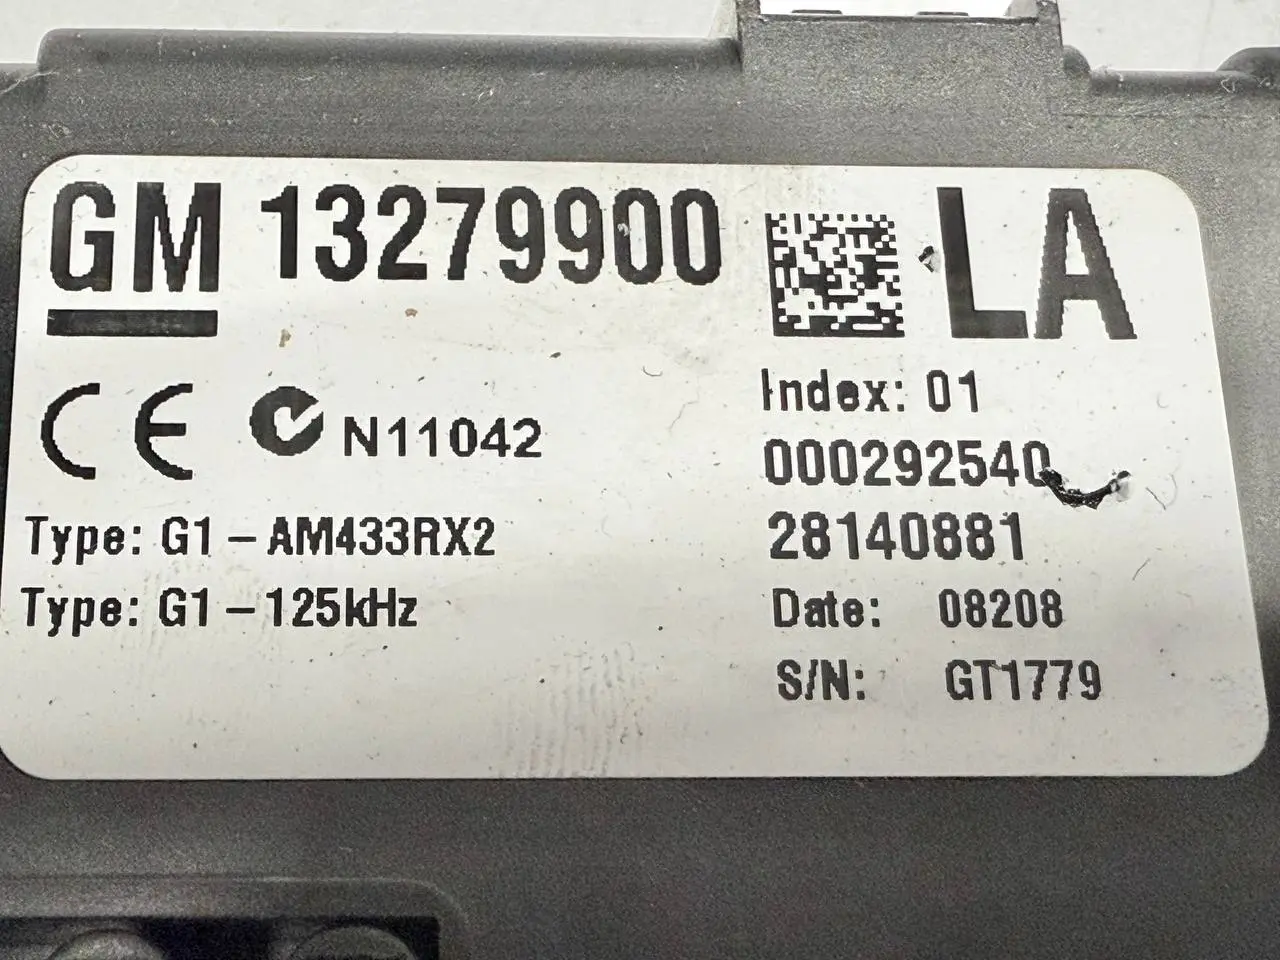 GM 13279900 LA
CE N11042
Index: 01
000292540
Type: G1-AM433RX2
28140881
Type: G1-125kHz
Date: 08208
S/N: GT1779